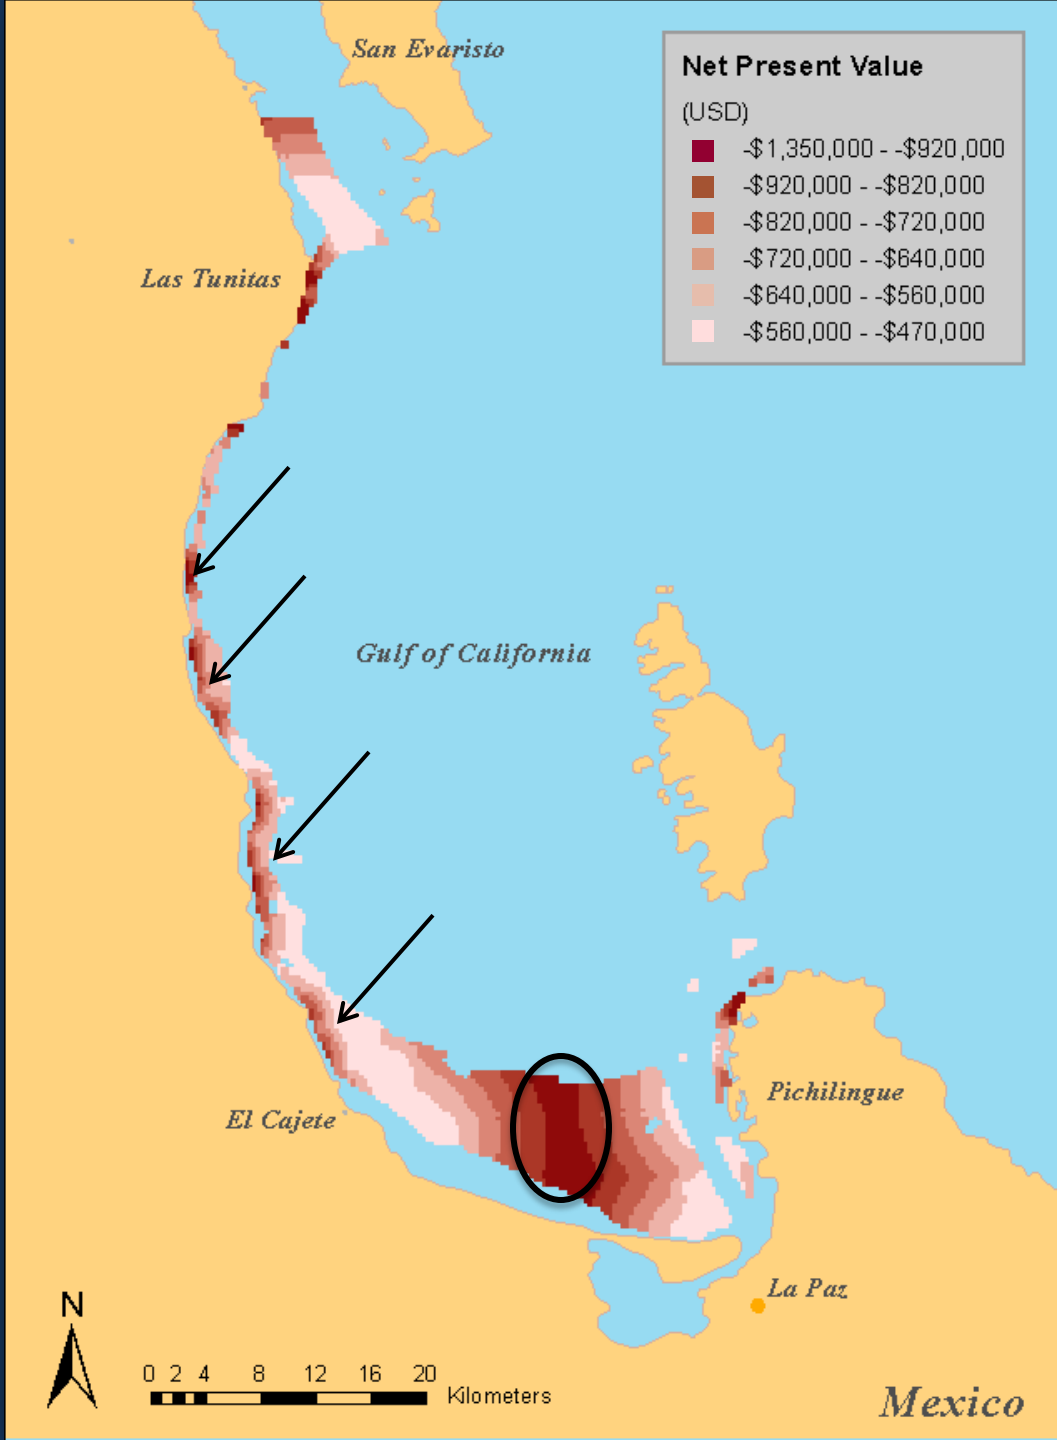 San Evaristo
Net Present Value
(USD)
-$1,350,000 - -$920,000
-$920,000 - -$820,000
-$820,000 - -$720,000
-$720,000 - -$640,000
-$640,000 - -$560,000
-$560,000 - -$470,000
Las Tunitas
Gulf of California
Pichilingue
El Cajete
La Paz
N
0 2 4 8 12 16 20
Kilometers
Mexico